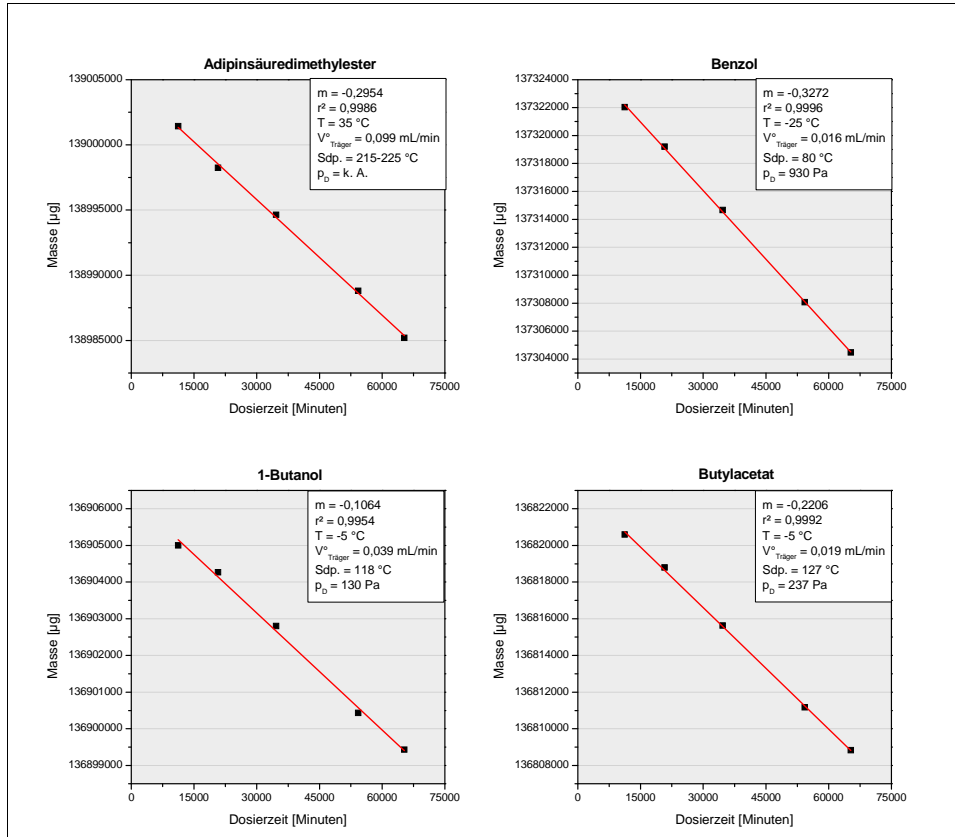 Adipinsäuredimethylester
139005000
139000000
138995000
138990000
138985000
0 15000 30000 45000 60000 75000
Masse [µg]
Dosierzeit [Minuten]
m = -0,2954
r² = 0,9986
T = 35 °C
V°Träger = 0,099 mL/min
Sdp. = 215-225 °C
pD = k. A.
Benzol
137324000
137322000
137320000
137318000
137316000
137314000
137312000
137310000
137308000
137306000
137304000
0 15000 30000 45000 60000 75000
Masse [µg]
Dosierzeit [Minuten]
m = -0,3272
r² = 0,9996
T = -25 °C
V°Träger = 0,016 mL/min
Sdp. = 80 °C
pD = 930 Pa
1-Butanol
136906000
136905000
136904000
136903000
136902000
136901000
136900000
136899000
0 15000 30000 45000 60000 75000
Masse [µg]
Dosierzeit [Minuten]
m = -0,1064
r² = 0,9954
T = -5 °C
V°Träger = 0,039 mL/min
Sdp. = 118 °C
pD = 130 Pa
Butylacetat
136822000
136820000
136818000
136816000
136814000
136812000
136810000
136808000
0 15000 30000 45000 60000 75000
Masse [µg]
Dosierzeit [Minuten]
m = -0,2206
r² = 0,9992
T = -5 °C
V°Träger = 0,019 mL/min
Sdp. = 127 °C
pD = 237 Pa